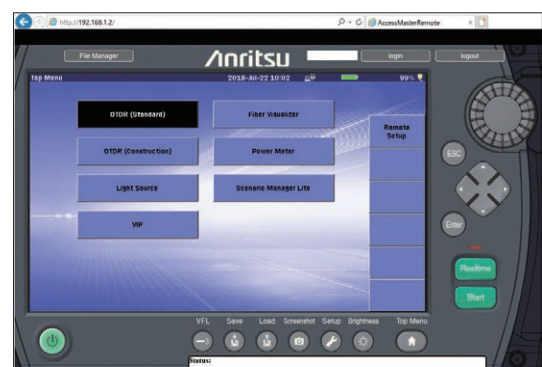 http://192.168.1.2/
AccessMasterRemote
File Manager
Anritsu
login
logout
Top Menu
2018-Jul-22 10:02
99%
OTDR (Standard)
Fiber Visualizer
Remote
Setup
OTDR (Construction)
Power Meter
Light Source
Scenario Manager Lite
VIP
ESC
Enter
Realtime
Start
VFL
Save
Load
Screenshot
Setup
Brightness
Top Menu
Status: